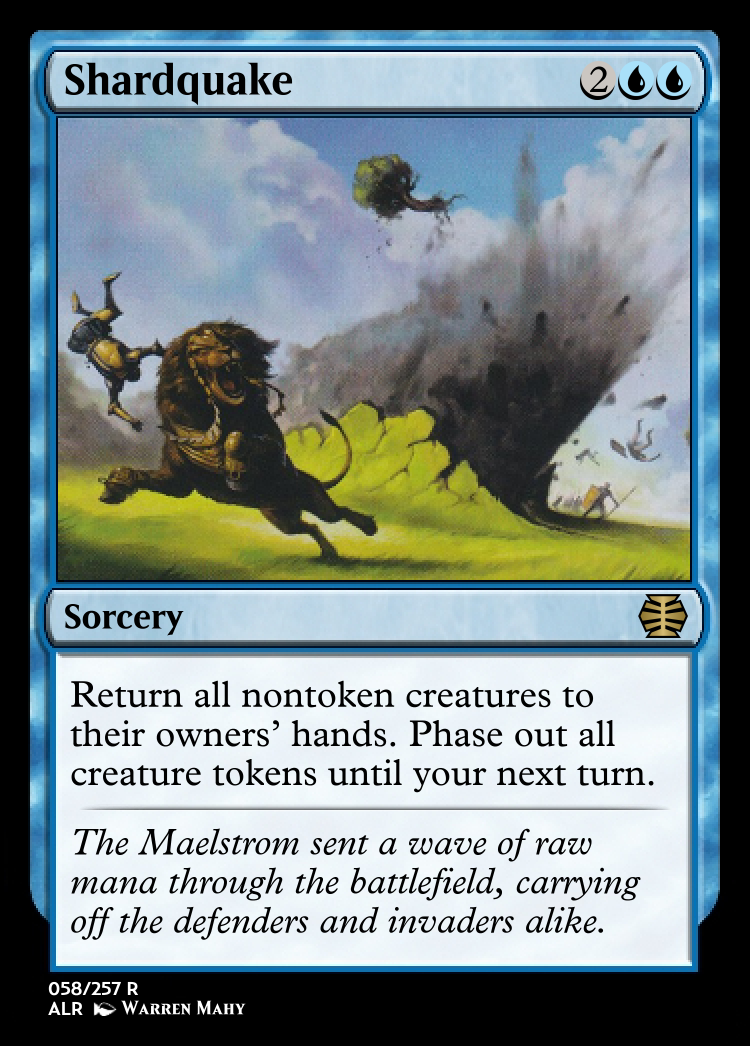 Shardquake
2
Sorcery
Return all nontoken creatures to
their owners’ hands. Phase out all
creature tokens until your next turn.
The Maelstrom sent a wave of raw
mana through the battlefield, carrying
off the defenders and invaders alike.
058/257 R
ALR Warren Mahy